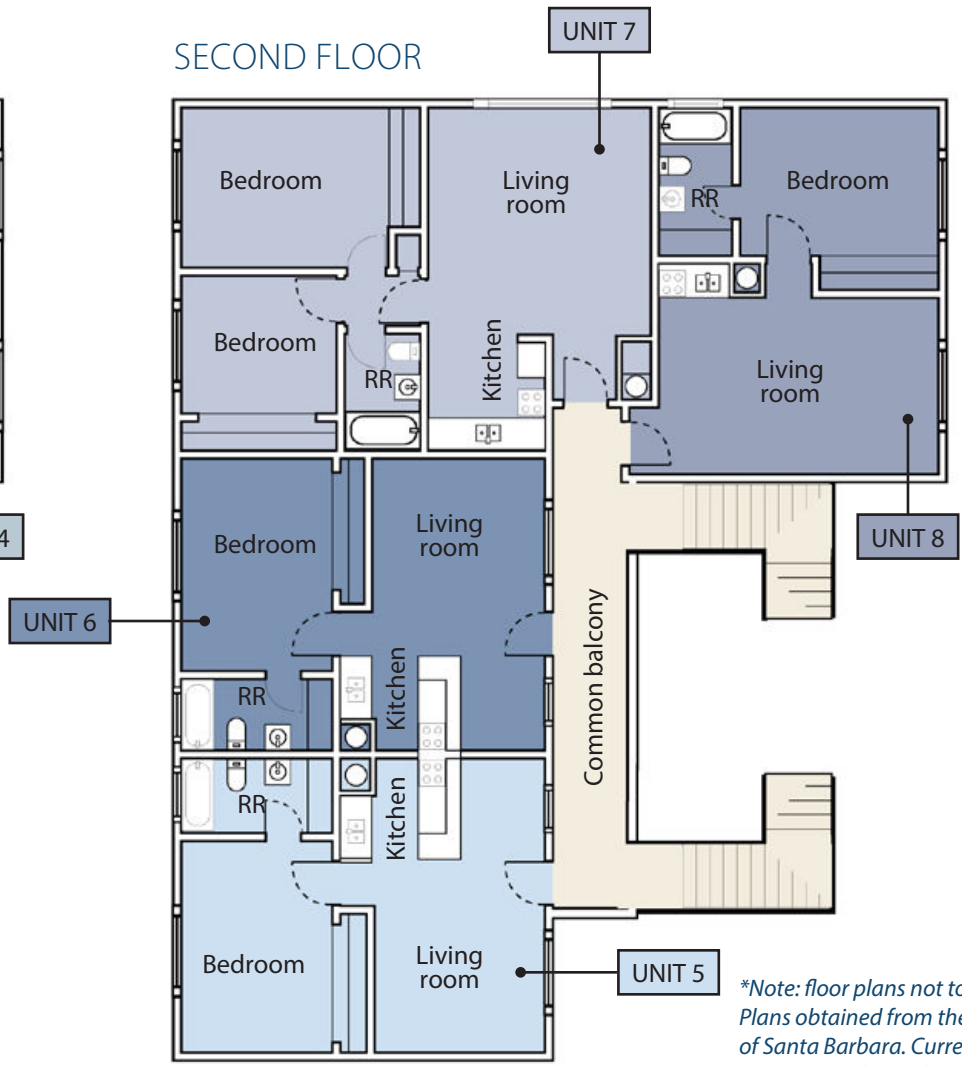 UNIT 7
SECOND FLOOR
Bedroom
Living
room
RR
Bedroom
Bedroom
RR
Kitchen
Living
room
4
UNIT 8
Bedroom
Living
room
UNIT 6
RR
Kitchen
Common balcony
RR
Kitchen
Bedroom
Living
room
UNIT 5
*Note: floor plans not to
Plans obtained from the
of Santa Barbara. Curre